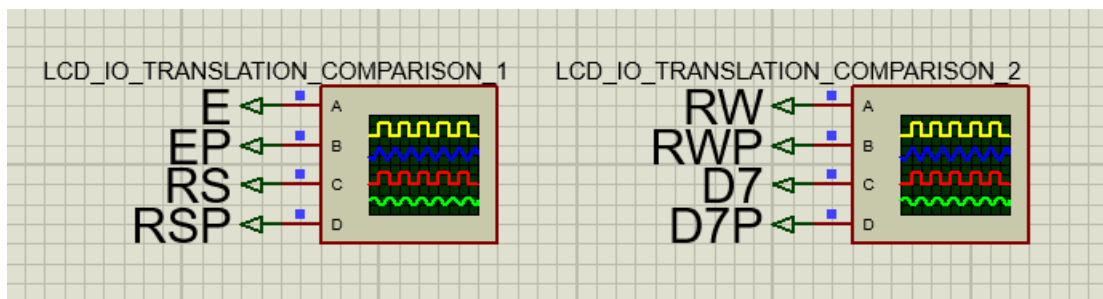 LCD_IO_TRANSLATION_COMPARISON_1
E A
EP B
RS C
RSP D
LCD_IO_TRANSLATION_COMPARISON_2
RW A
RWP B
D7 C
D7P D